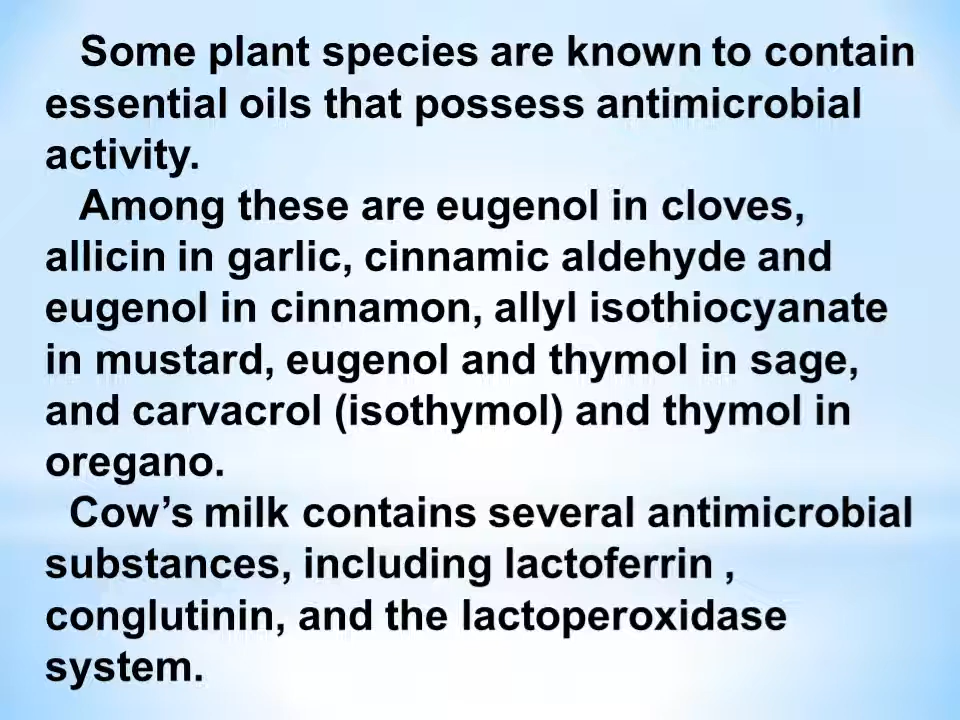 Some plant species are known to contain
essential oils that possess antimicrobial
activity.
Among these are eugenol in cloves,
allicin in garlic, cinnamic aldehyde and
eugenol in cinnamon, allyl isothiocyanate
in mustard, eugenol and thymol in sage,
and carvacrol (isothymol) and thymol in
oregano.
Cow’s milk contains several antimicrobial
substances, including lactoferrin ,
conglutinin, and the lactoperoxidase
system.